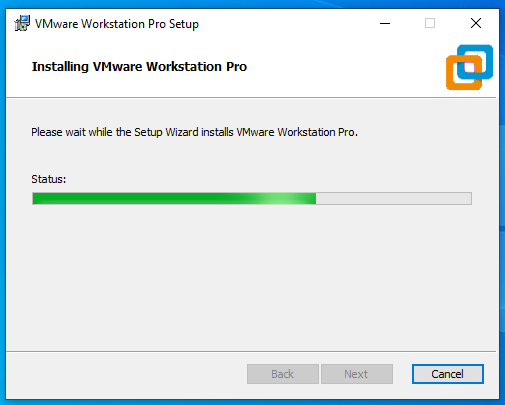 VMware Workstation Pro Setup
Installing VMware Workstation Pro
Please wait while the Setup Wizard installs VMware Workstation Pro.
Status:
Back Next Cancel